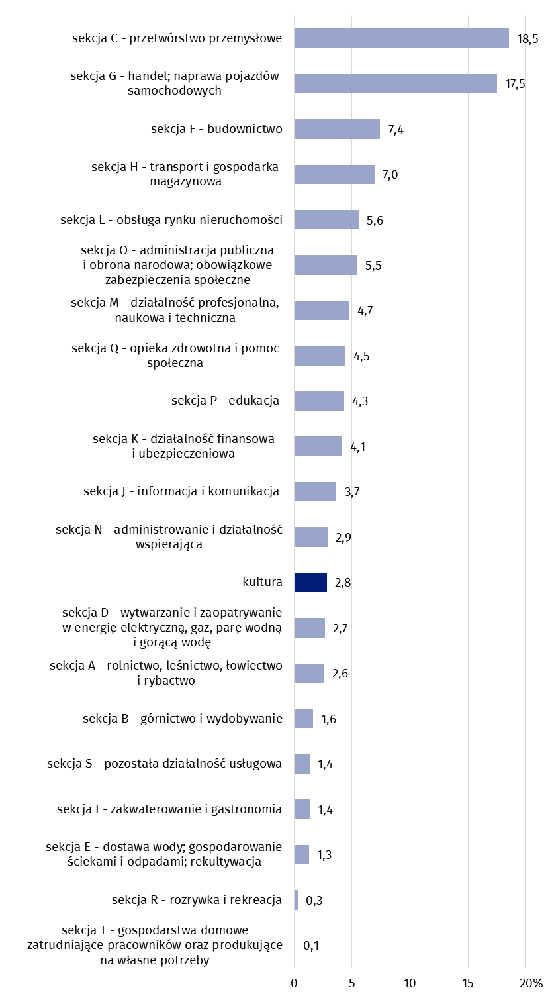 sekcja C - przetwórstwo przemysłowe
18,5
sekcja G - handel; naprawa pojazdów
samochodowych
17,5
sekcja F - budownictwo
7,4
sekcja H - transport i gospodarka
magazynowa
7,0
sekcja L - obsługa rynku nieruchomości
5,6
sekcja O - administracja publiczna
i obrona narodowa; obowiązkowe
zabezpieczenia społeczne
5,5
sekcja M - działalność profesjonalna,
naukowa i techniczna
4,7
sekcja Q - opieka zdrowotna i pomoc
społeczna
4,5
sekcja P - edukacja
4,3
sekcja K - działalność finansowa
i ubezpieczeniowa
4,1
sekcja J - informacja i komunikacja
3,7
sekcja N - administrowanie i działalność
wspierająca
2,9
kultura
2,8
sekcja D - wytwarzanie i zaopatrywanie
w energię elektryczną, gaz, parę wodną
i gorącą wodę
2,7
sekcja A - rolnictwo, leśnictwo, łowiectwo
i rybactwo
2,6
sekcja B - górnictwo i wydobywanie
1,6
sekcja S - pozostała działalność usługowa
1,4
sekcja I - zakwaterowanie i gastronomia
1,4
sekcja E - dostawa wody; gospodarowanie
ściekami i odpadami; rekultywacja
1,3
sekcja R - rozrywka i rekreacja
0,3
sekcja T - gospodarstwa domowe
zatrudniające pracowników oraz produkujące
na własne potrzeby
0,1
0 5 10 15 20%